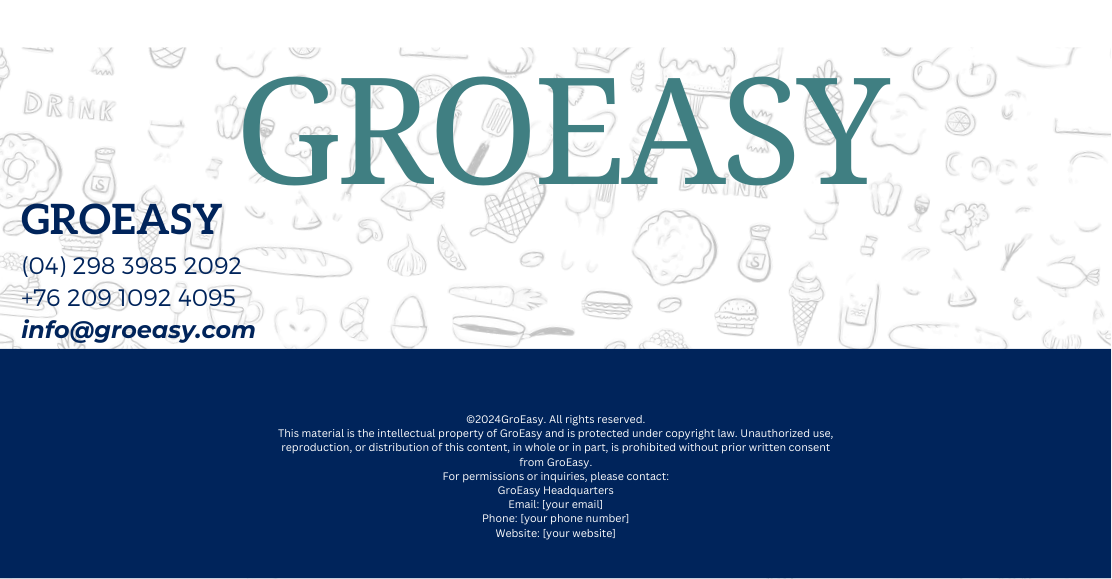 GROEASY
DRINK
DRINK
GROEASY
(04) 298 3985 2092
+76 209 1092 4095
info@groeasy.com
©2024GroEasy. All rights reserved.
This material is the intellectual property of GroEasy and is protected under copyright law. Unauthorized use,
reproduction, or distribution of this content, in whole or in part, is prohibited without prior written consent
from GroEasy.
For permissions or inquiries, please contact:
GroEasy Headquarters
Email: [your email]
Phone: [your phone number]
Website: [your website]